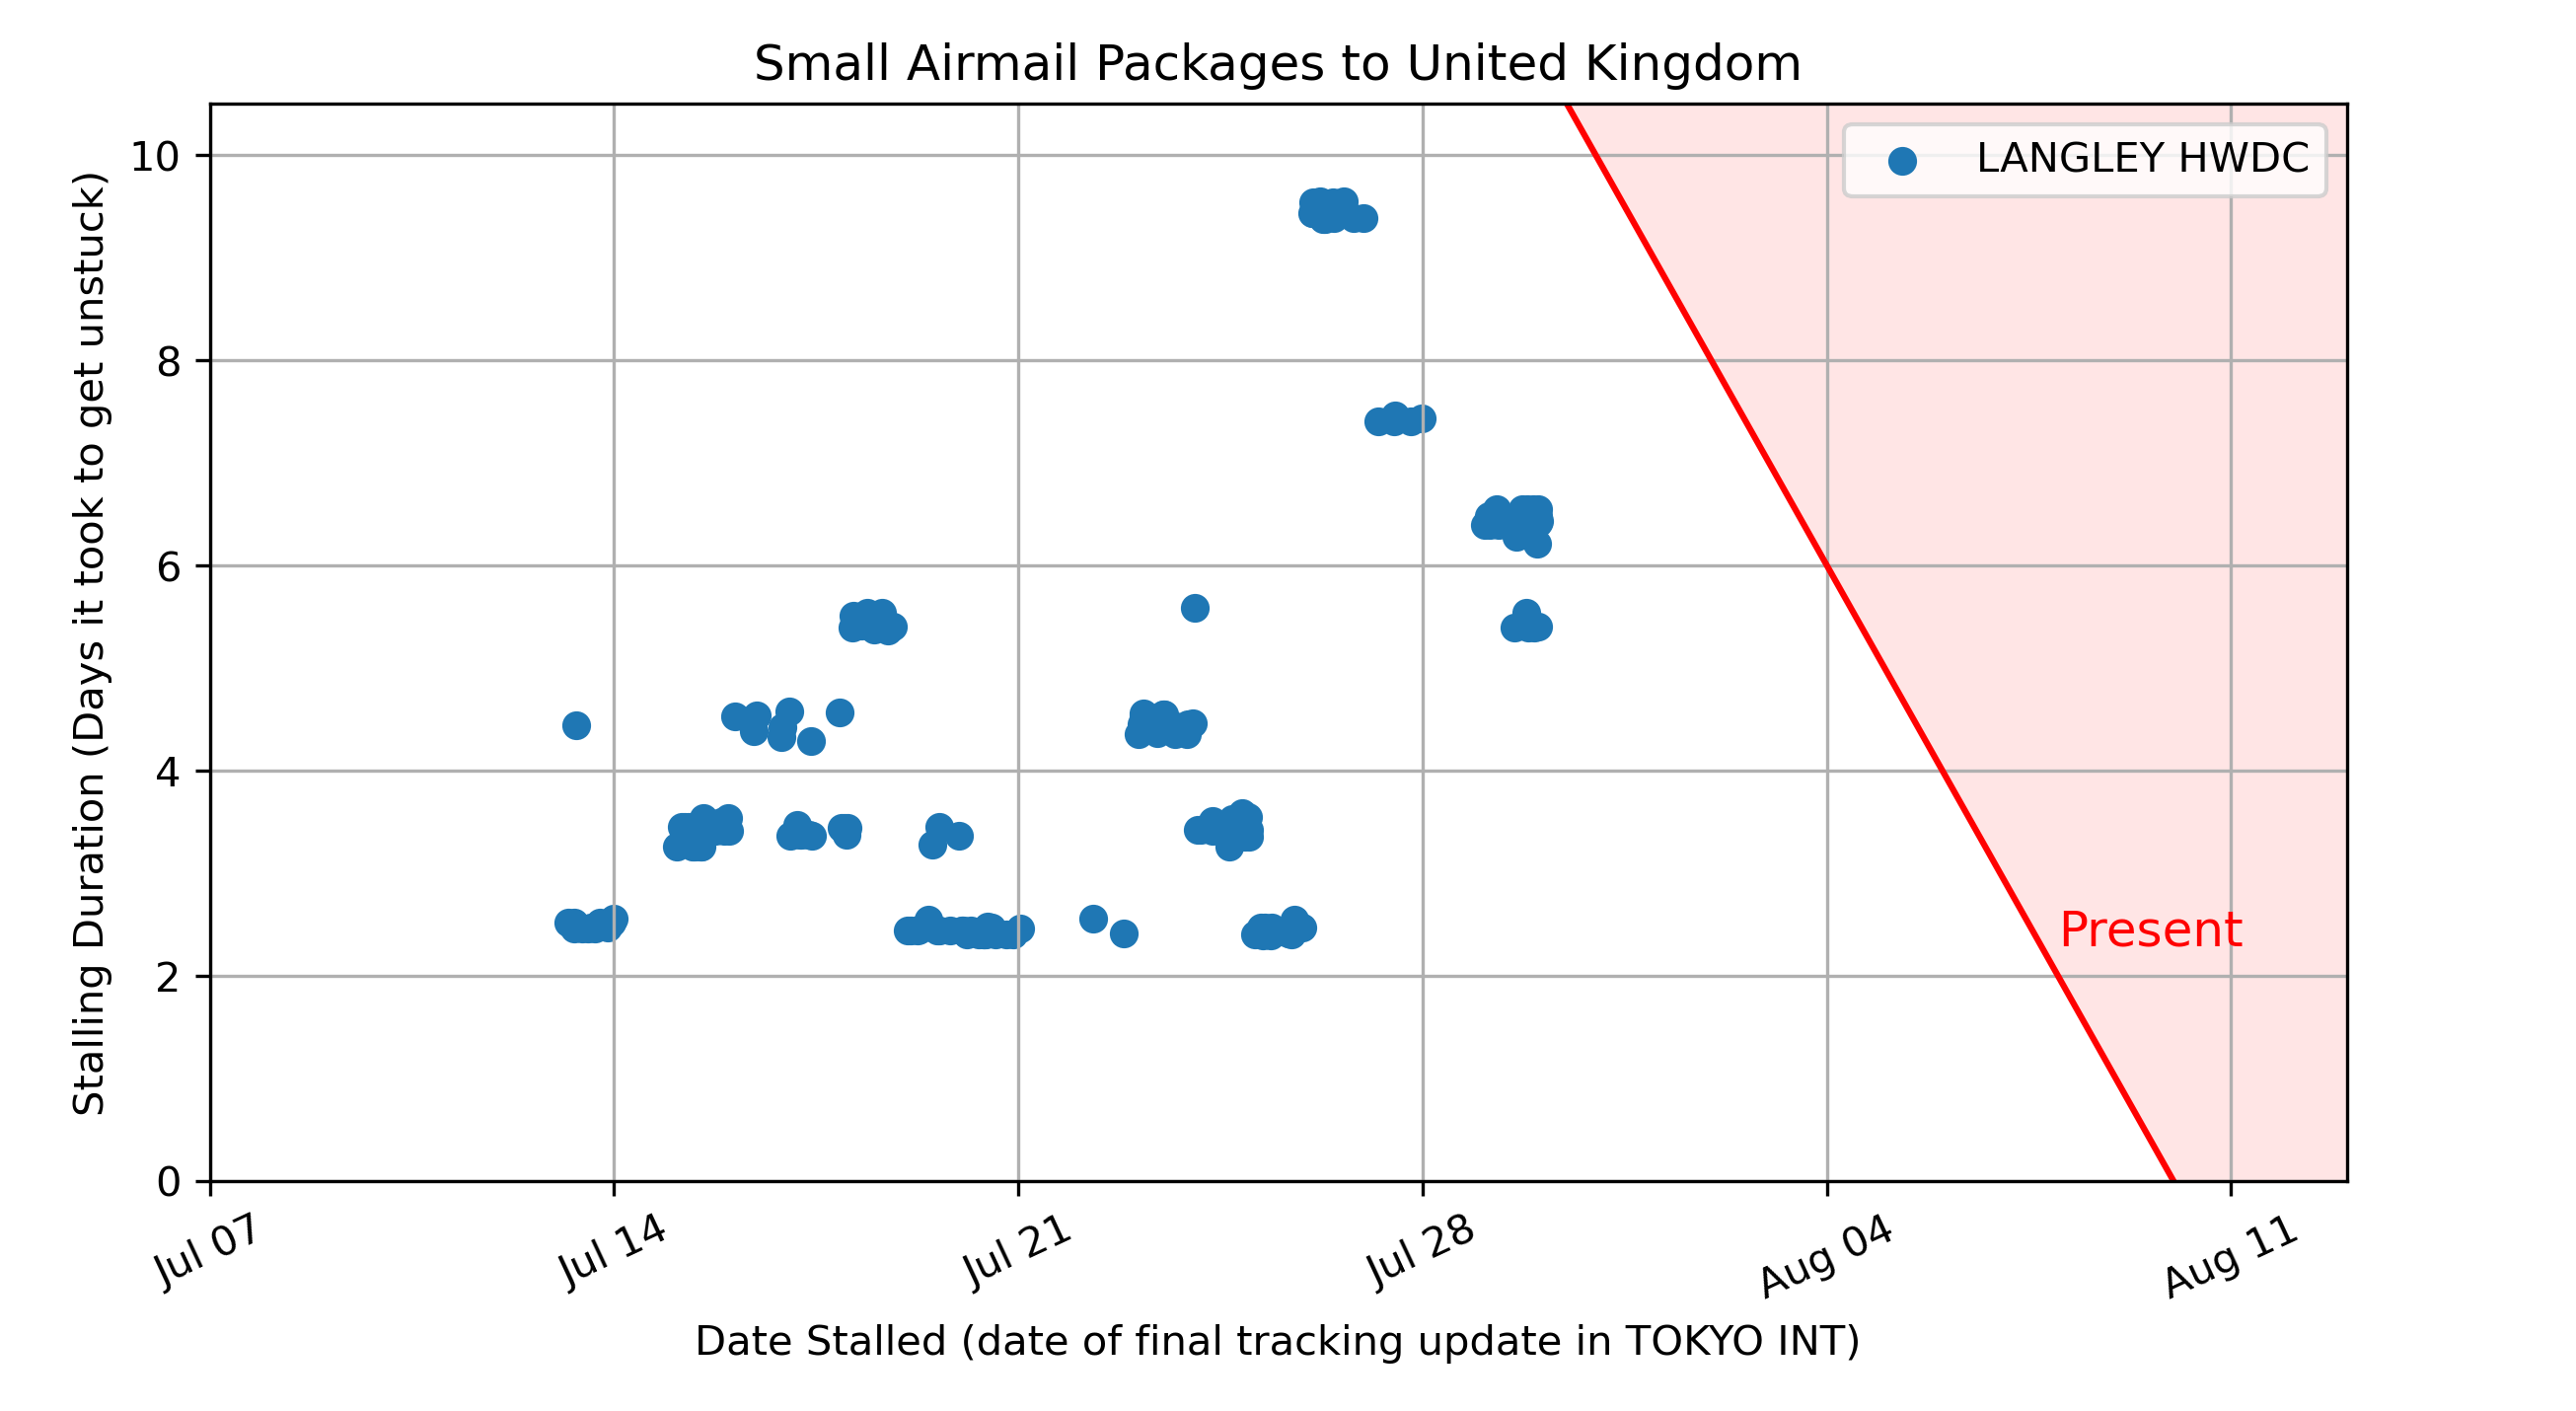 Small Airmail Packages to United Kingdom
LANGLEY HWDC
Stalling Duration (Days it took to get unstuck)
10
8
6
4
2
0
Present
Jul 07
Jul 14
Jul 21
Jul 28
Aug 04
Aug 11
Date Stalled (date of final tracking update in TOKYO INT)